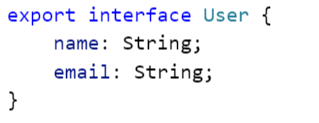 export interface User {
    name: String;
    email: String;
}